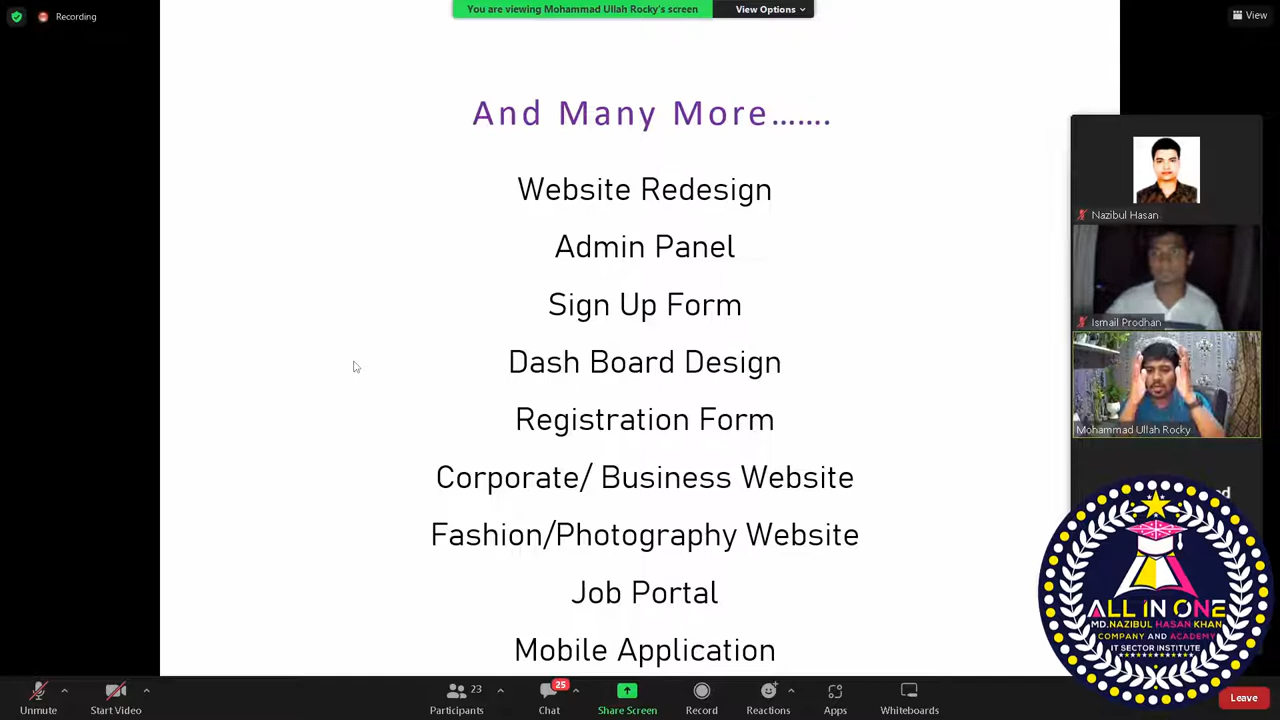 Recording
You are viewing Mohammad Ullah Rocky's screen
View Options
View
And Many More.......
Website Redesign
Admin Panel
Sign Up Form
Dash Board Design
Registration Form
Corporate/ Business Website
Fashion/Photography Website
Job Portal
Mobile Application
Nazibul Hasan
Ismail Prodhan
Mohammad Ullah Rocky
ALL IN ONE
MD.NAZIBUL HASAN KHAN
COMPANY AND ACADEMY
IT SECTOR INSTITUTE
Unmute
Start Video
23
Participants
25
Chat
Share Screen
Record
Reactions
Apps
Whiteboards
Leave